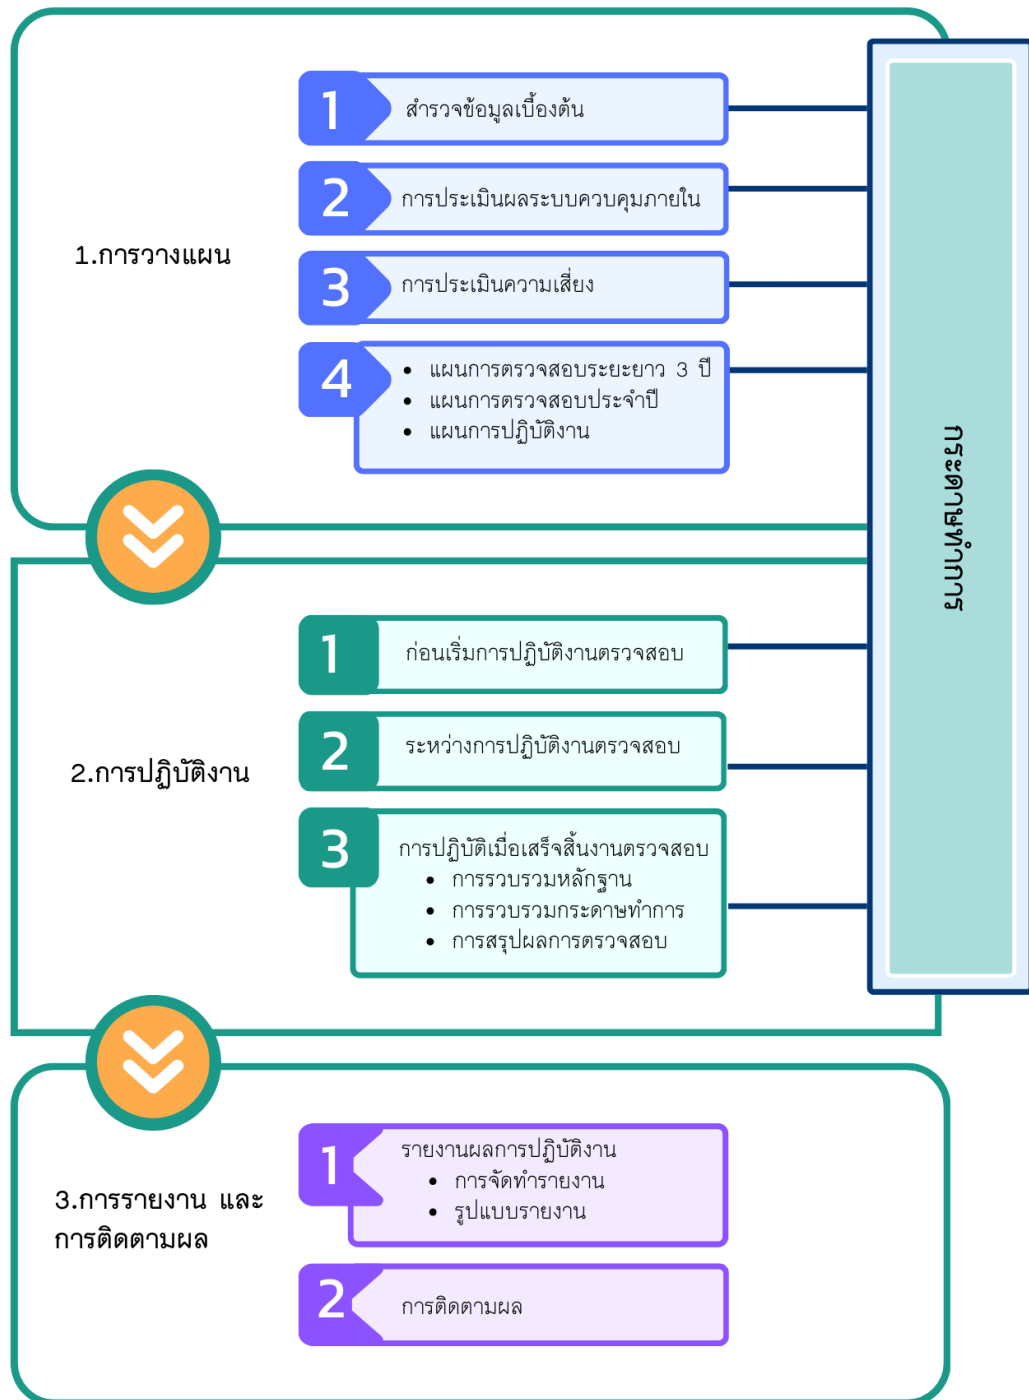 1.การวางแผน
1
สำรวจข้อมูลเบื้องต้น
2
การประเมินผลระบบควบคุมภายใน
3
การประเมินความเสี่ยง
4
• แผนการตรวจสอบระยะยาว 3 ปี
• แผนการตรวจสอบประจำปี
• แผนการปฏิบัติงาน
กระดาษทำการ
2.การปฏิบัติงาน
1
ก่อนเริ่มการปฏิบัติงานตรวจสอบ
2
ระหว่างการปฏิบัติงานตรวจสอบ
3
การปฏิบัติเมื่อเสร็จสิ้นงานตรวจสอบ
• การรวบรวมหลักฐาน
• การรวบรวมกระดาษทำการ
• การสรุปผลการตรวจสอบ
3.การรายงาน และ
การติดตามผล
1
รายงานผลการปฏิบัติงาน
• การจัดทำรายงาน
• รูปแบบรายงาน
2
การติดตามผล